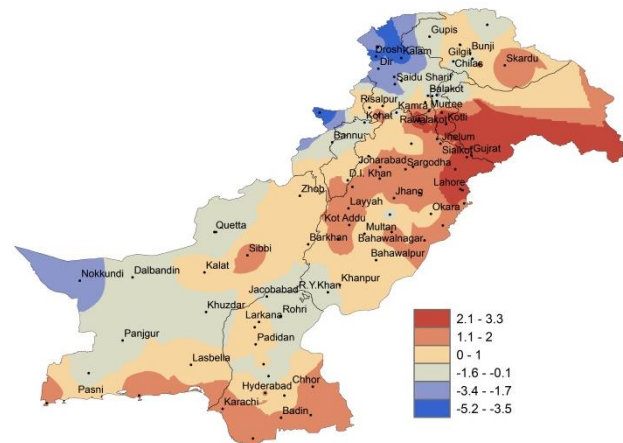 Gupis
Drosh
Kalam
Gilgit
Bunji
Dir
Chilas
Skardu
Saidu Sharif
Balakot
Risalpur
Kamra
Murree
Kohat
Rawalakot
Kotli
Bannu
Jhelum
Sialkot
Gujrat
Joharabad
Sargodha
D.I. Khan
Lahore
Zhob
Jhang
Layyah
Okara
Quetta
Kot Addu
Multan
Barkhan
Bahawalnagar
Sibbi
Bahawalpur
Nokkundi
Dalbandin
Kalat
Khanpur
Jacobabad
R.Y.Khan
Khuzdar
Larkana
Rohri
Panjgur
Padidan
Lasbella
Pasni
Hyderabad
Chhor
Karachi
Badin
2.1 - 3.3
1.1 - 2
0 - 1
-1.6 - -0.1
-3.4 - -1.7
-5.2 - -3.5